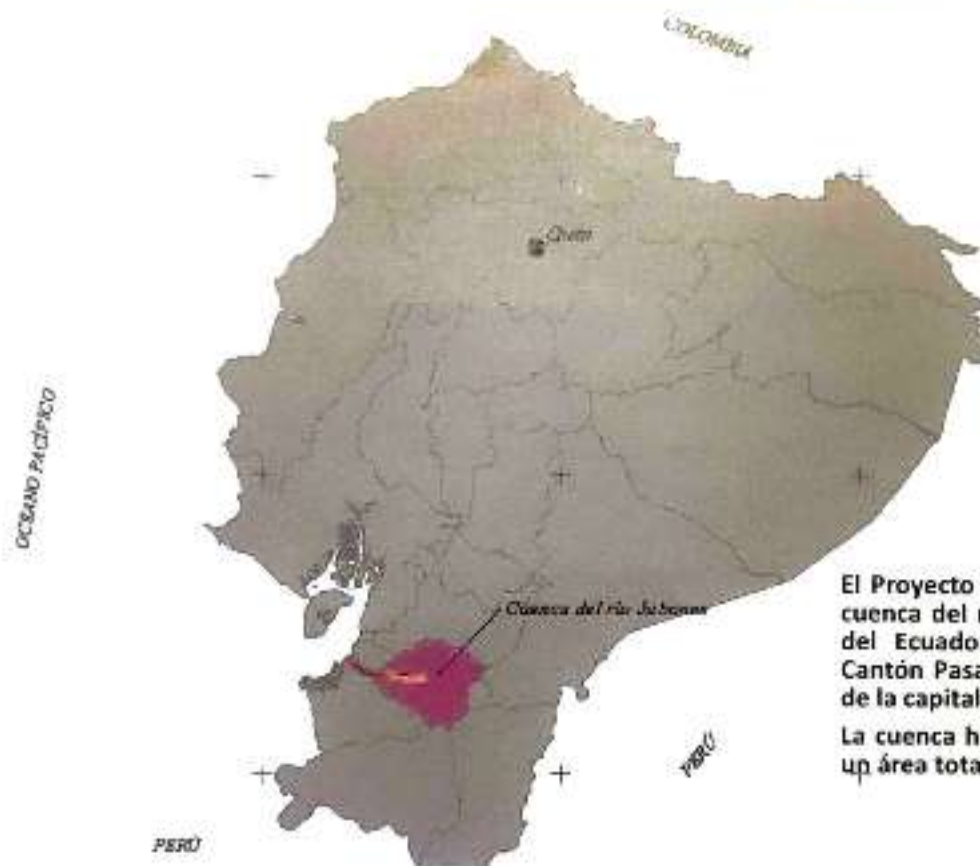 COLOMBIA
Quito
OCEANO PACÍFICO
Cuenca del río Jubones
El Proyecto
cuenca del
del Ecuado
Cantón Pasa
de la capital
La cuenca h
un área tota
PERÚ
PERÚ